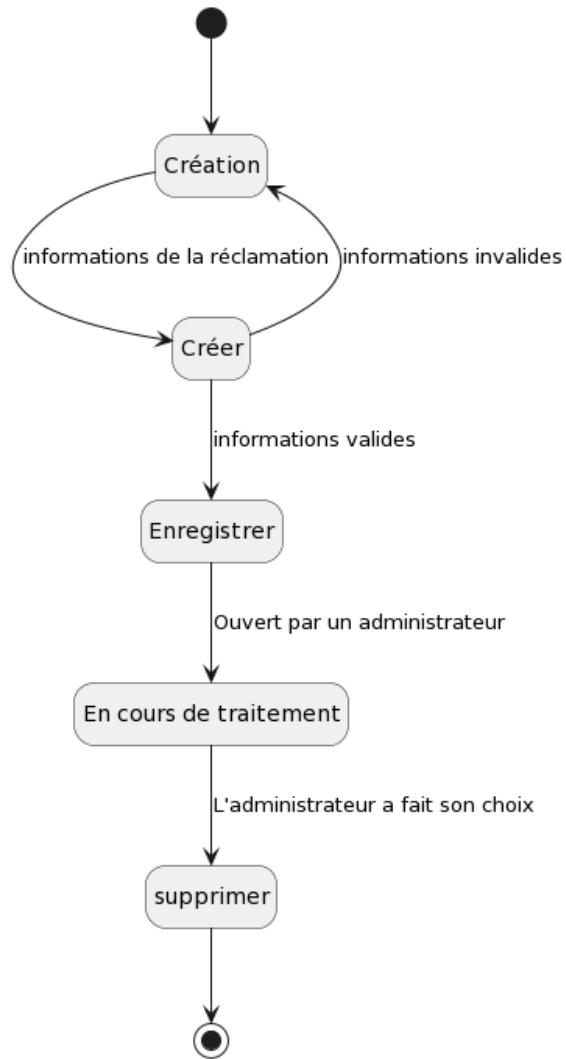 Création
informations de la réclamation
informations invalides
Créer
informations valides
Enregistrer
Ouvert par un administrateur
En cours de traitement
L'administrateur a fait son choix
supprimer